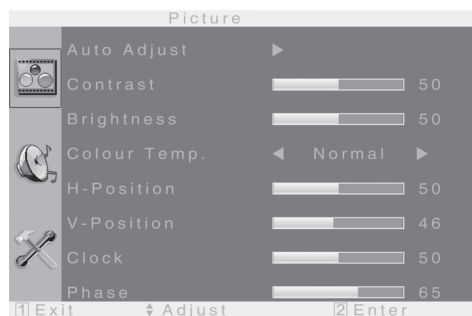 Picture
Auto Adjust
Contrast 50
Brightness 50
Colour Temp. Normal
H-Position 50
V-Position 46
Clock 50
Phase 65
1 Exit Adjust 2 Enter